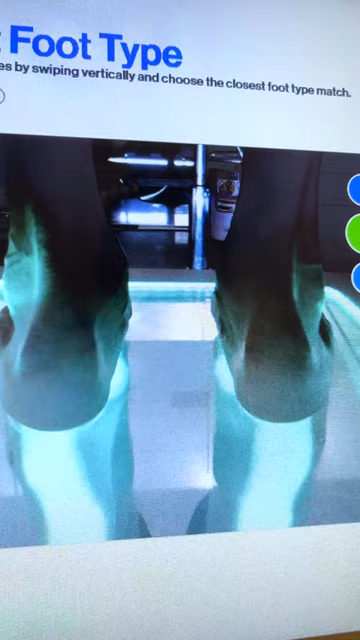 Foot Type
es by swiping vertically and choose the closest foot type match.